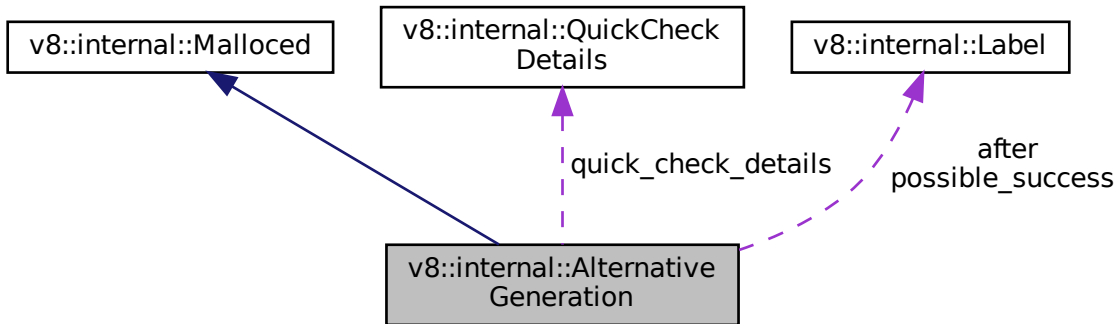 v8::internal::Malloced
v8::internal::QuickCheck
Details
v8::internal::Label
quick_check_details
after
possible_success
v8::internal::Alternative
Generation